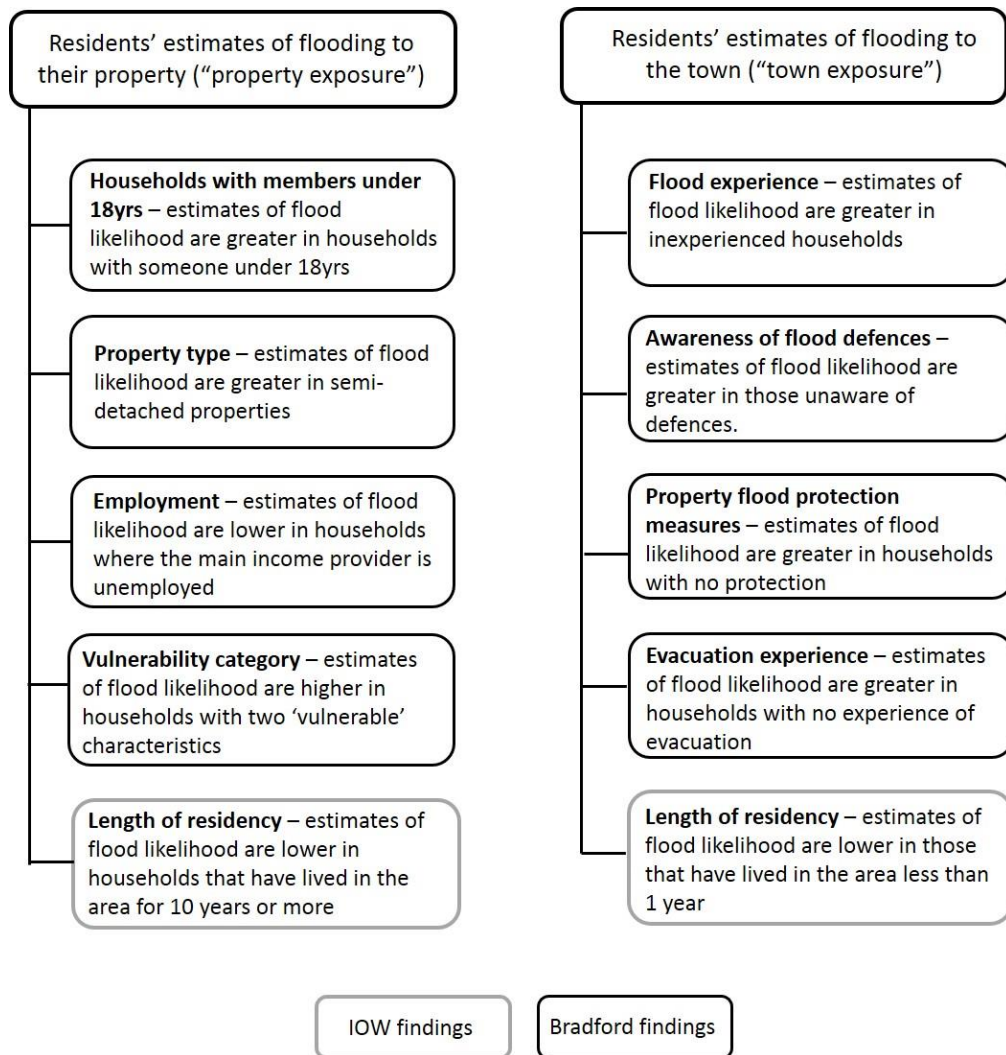 Residents’ estimates of flooding to
their property (“property exposure”)
Households with members under
18yrs – estimates of flood
likelihood are greater in households
with someone under 18yrs
Property type – estimates of flood
likelihood are greater in semi-
detached properties
Employment – estimates of flood
likelihood are lower in households
where the main income provider is
unemployed
Vulnerability category – estimates
of flood likelihood are higher in
households with two ‘vulnerable’
characteristics
Length of residency – estimates of
flood likelihood are lower in
households that have lived in the
area for 10 years or more
Residents’ estimates of flooding to
the town (“town exposure”)
Flood experience – estimates of
flood likelihood are greater in
inexperienced households
Awareness of flood defences –
estimates of flood likelihood are
greater in those unaware of
defences.
Property flood protection
measures – estimates of flood
likelihood are greater in households
with no protection
Evacuation experience – estimates
of flood likelihood are greater in
households with no experience of
evacuation
Length of residency – estimates of
flood likelihood are lower in those
that have lived in the area less than
1 year
IOW findings
Bradford findings